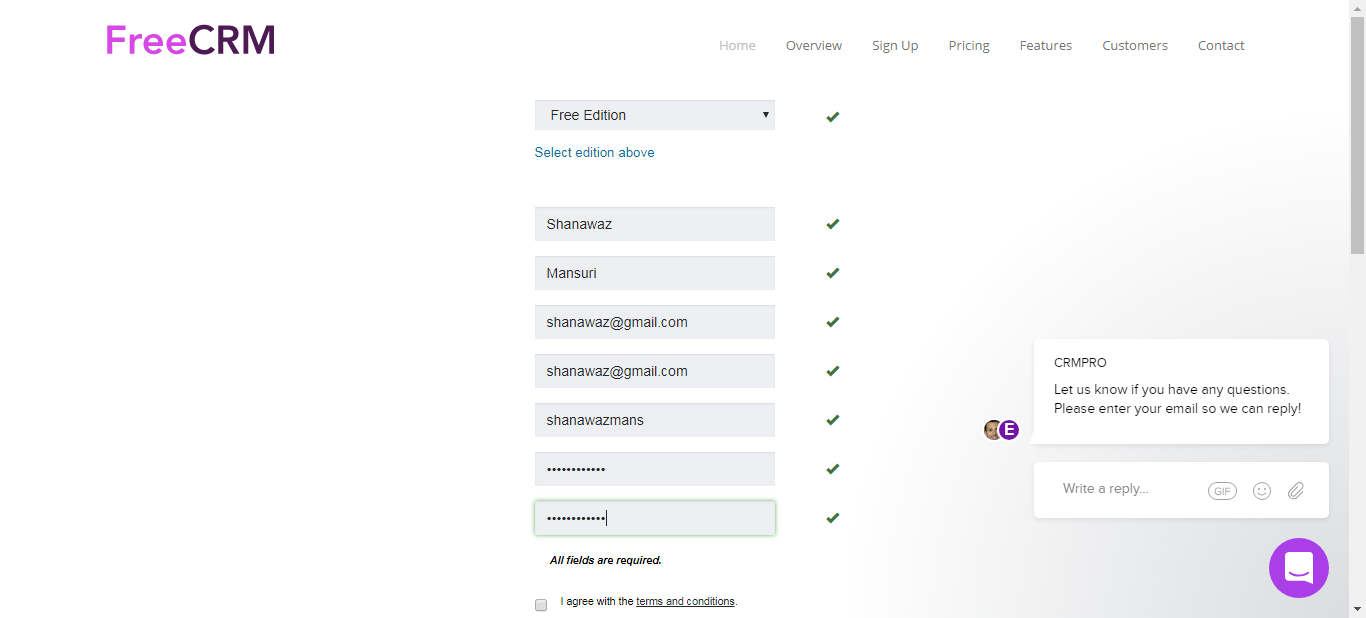 FreeCRM
Home Overview Sign Up Pricing Features Customers Contact
Free Edition
Select edition above
Shanawaz
Mansuri
shanawaz@gmail.com
shanawaz@gmail.com
shanawazmans
••••••••••••
••••••••••••
All fields are required.
I agree with the terms and conditions.
CRMPRO
Let us know if you have any questions.
Please enter your email so we can reply!
E
Write a reply... GIF